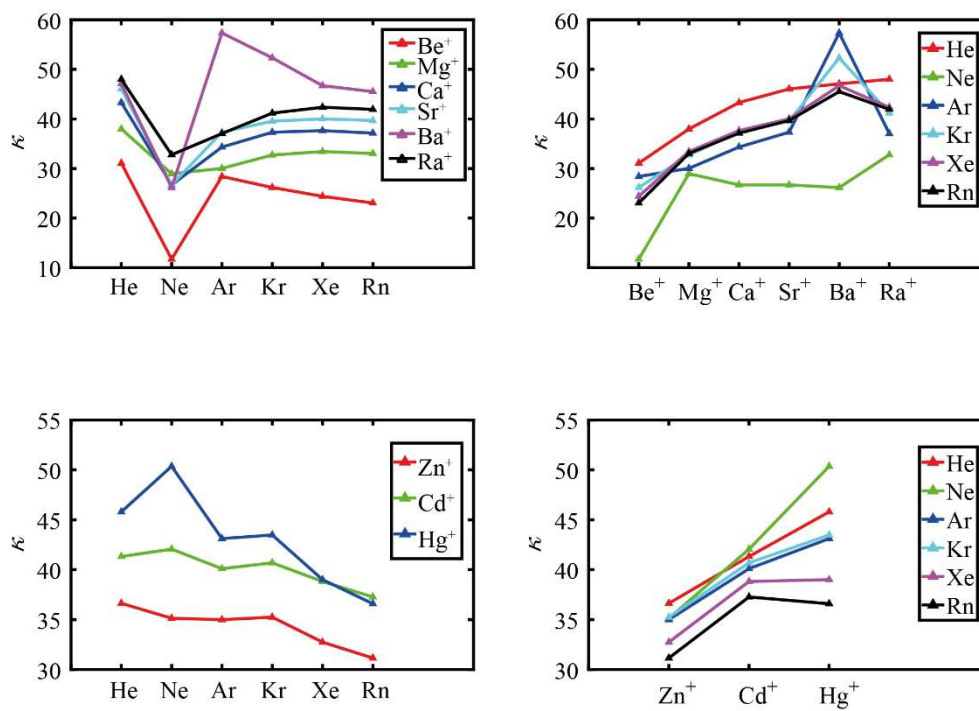 60
50
40
30
20
10
κ
He Ne Ar Kr Xe Rn
Be⁺
Mg⁺
Ca⁺
Sr⁺
Ba⁺
Ra⁺
60
50
40
30
20
κ
Be⁺ Mg⁺ Ca⁺ Sr⁺ Ba⁺ Ra⁺
He
Ne
Ar
Kr
Xe
Rn
55
50
45
40
35
30
κ
He Ne Ar Kr Xe Rn
Zn⁺
Cd⁺
Hg⁺
55
50
45
40
35
30
κ
Zn⁺ Cd⁺ Hg⁺
He
Ne
Ar
Kr
Xe
Rn